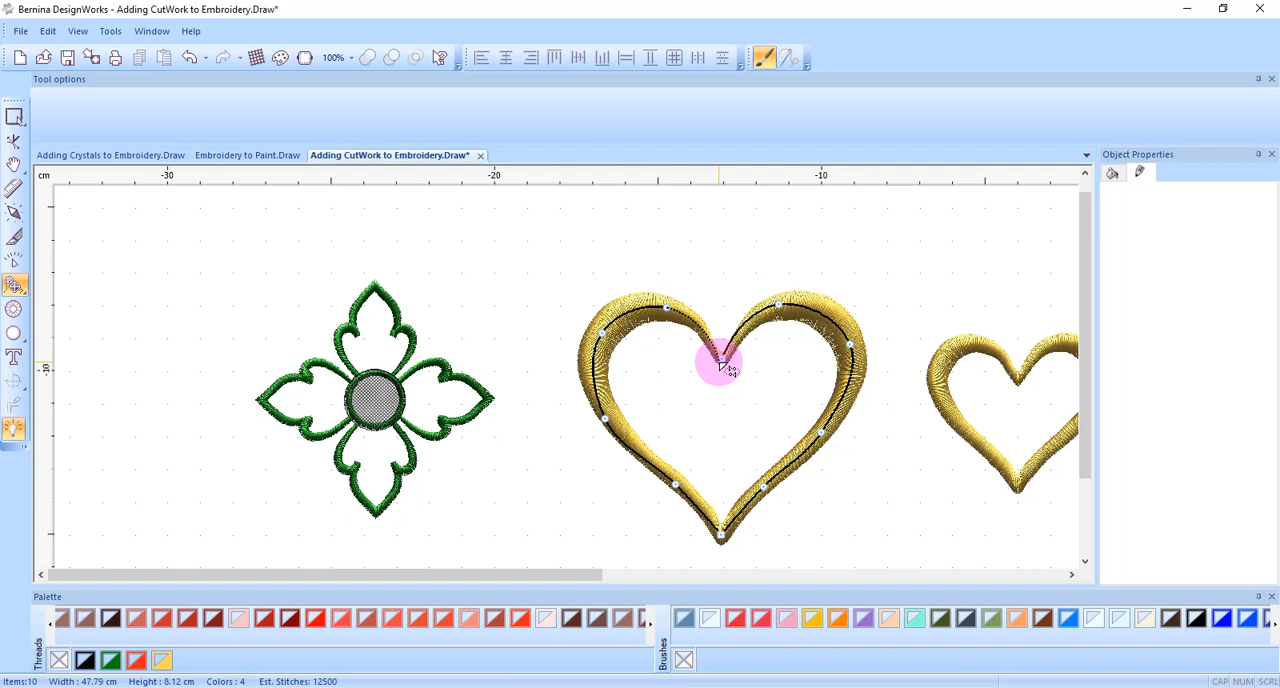 Bernina DesignWorks - Adding CutWork to Embroidery.Draw*
File Edit View Tools Window Help
100%
Tool options
Adding Crystals to Embroidery.Draw Embroidery to Paint.Draw Adding CutWork to Embroidery.Draw*
Object Properties
cm -30 -20 -10
-10
Palette
Threads
Brushes
Items:10 Width : 47.79 cm Height : 8.12 cm Colors : 4 Est. Stitches: 12500 CAP NUM SCRL